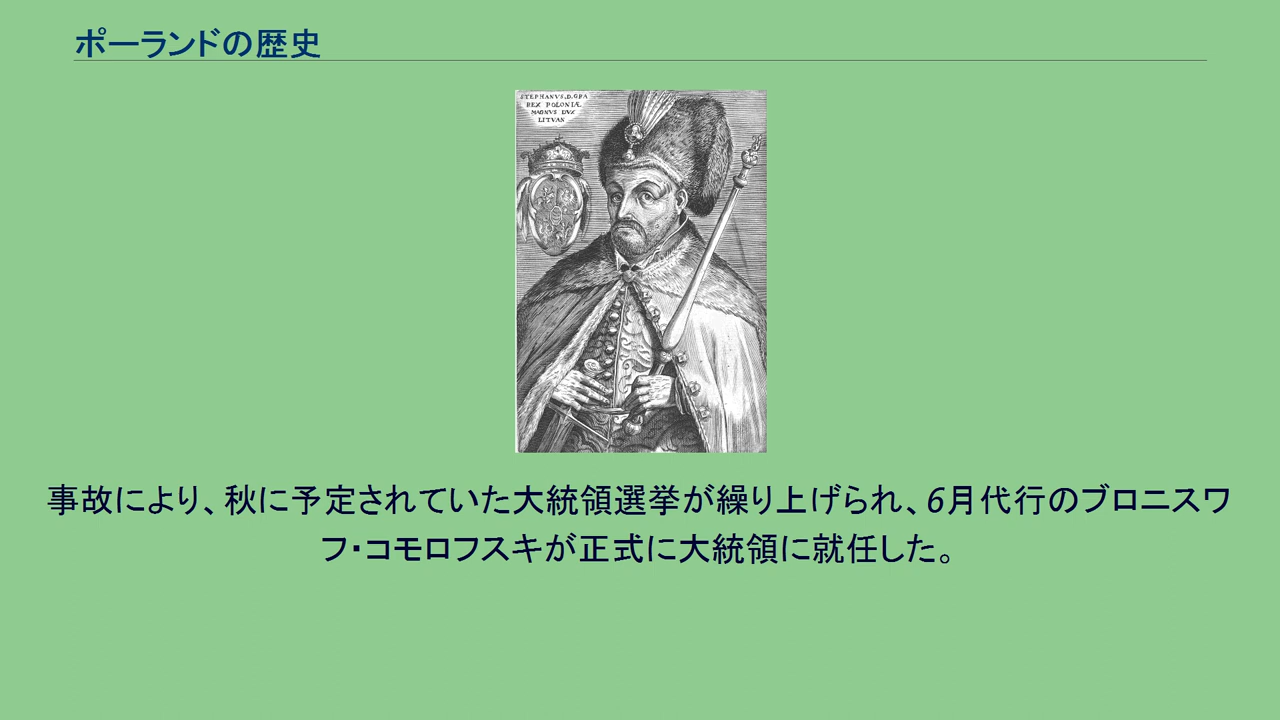 ポーランドの歴史
STEPHANVS.D.GRA
REX POLONIÆ
MAGNVS DVX
LITVAN
事故により、秋に予定されていた大統領選挙が繰り上げられ、6月代行のブロニスワ
フ・コモロフスキが正式に大統領に就任した。